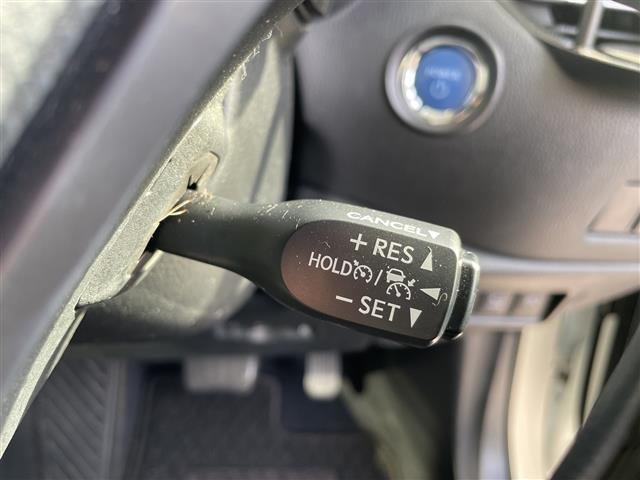 CANCEL▼
+ RES ▲
HOLD / ◄
− SET ▼